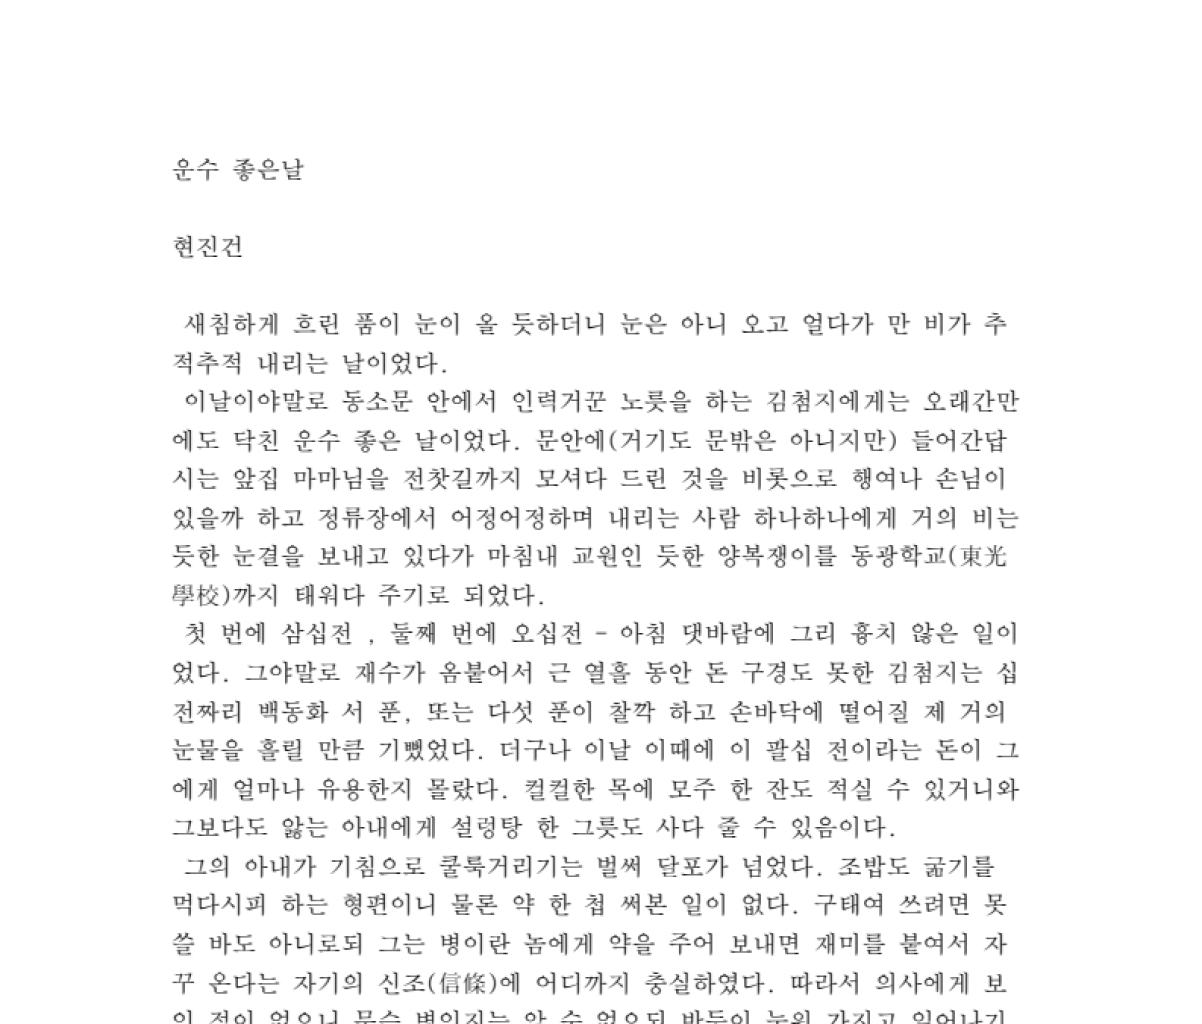 운수 좋은날
현진건
새침하게 흐린 품이 눈이 올 듯하더니 눈은 아니 오고 얼다가 만 비가 추
적추적 내리는 날이었다.
이날이야말로 동소문 안에서 인력거꾼 노릇을 하는 김첨지에게는 오래간만
에도 닥친 운수 좋은 날이었다. 문안에(거기도 문밖은 아니지만) 들어간답
시는 앞집 마마님을 전찻길까지 모셔다 드린 것을 비롯으로 행여나 손님이
있을까 하고 정류장에서 어정어정하며 내리는 사람 하나하나에게 거의 비는
듯한 눈결을 보내고 있다가 마침내 교원인 듯한 양복쟁이를 동광학교(東光
學校)까지 태워다 주기로 되었다.
첫 번에 삼십전 , 둘째 번에 오십전 - 아침 댓바람에 그리 흉치 않은 일이
었다. 그야말로 재수가 옴붙어서 근 열흘 동안 돈 구경도 못한 김첨지는 십
전짜리 백동화 서 푼, 또는 다섯 푼이 찰깍 하고 손바닥에 떨어질 제 거의
눈물을 흘릴 만큼 기뻤었다. 더구나 이날 이때에 이 팔십 전이라는 돈이 그
에게 얼마나 유용한지 몰랐다. 컬컬한 목에 모주 한 잔도 적실 수 있거니와
그보다도 앓는 아내에게 설렁탕 한 그릇도 사다 줄 수 있음이다.
그의 아내가 기침으로 쿨룩거리기는 벌써 달포가 넘었다. 조밥도 굶기를
먹다시피 하는 형편이니 물론 약 한 첩 써본 일이 없다. 구태여 쓰려면 못
쓸 바도 아니로되 그는 병이란 놈에게 약을 주어 보내면 재미를 붙여서 자
꾸 온다는 자기의 신조(信條)에 어디까지 충실하였다. 따라서 의사에게 보
인 적이 없으니 무슨 병인지는 알 수 없으되 반듯이 누워 가지고 일어나기